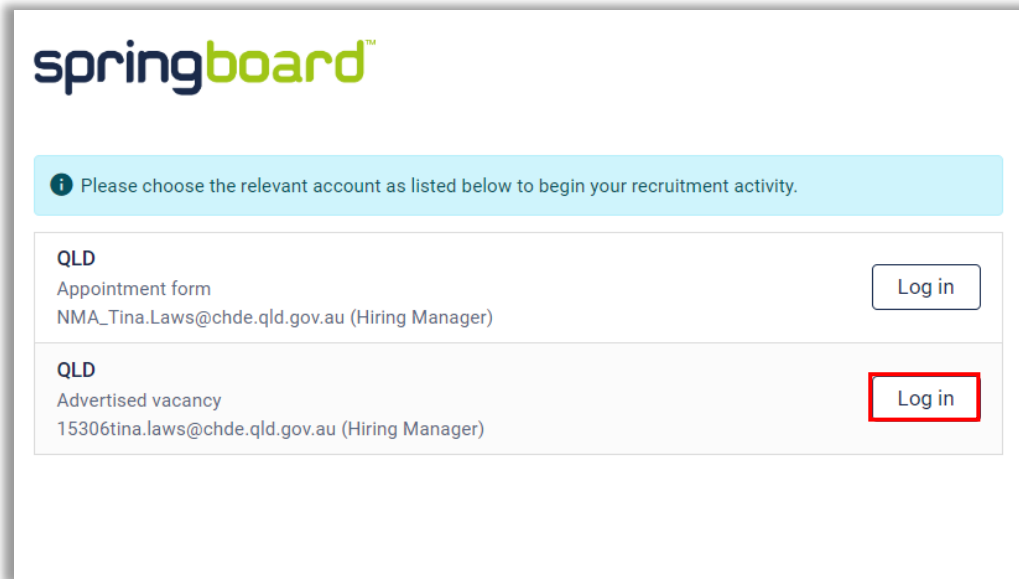 springboard™
Please choose the relevant account as listed below to begin your recruitment activity.
QLD
Appointment form
NMA_Tina.Laws@chde.qld.gov.au (Hiring Manager)
Log in
QLD
Advertised vacancy
15306tina.laws@chde.qld.gov.au (Hiring Manager)
Log in